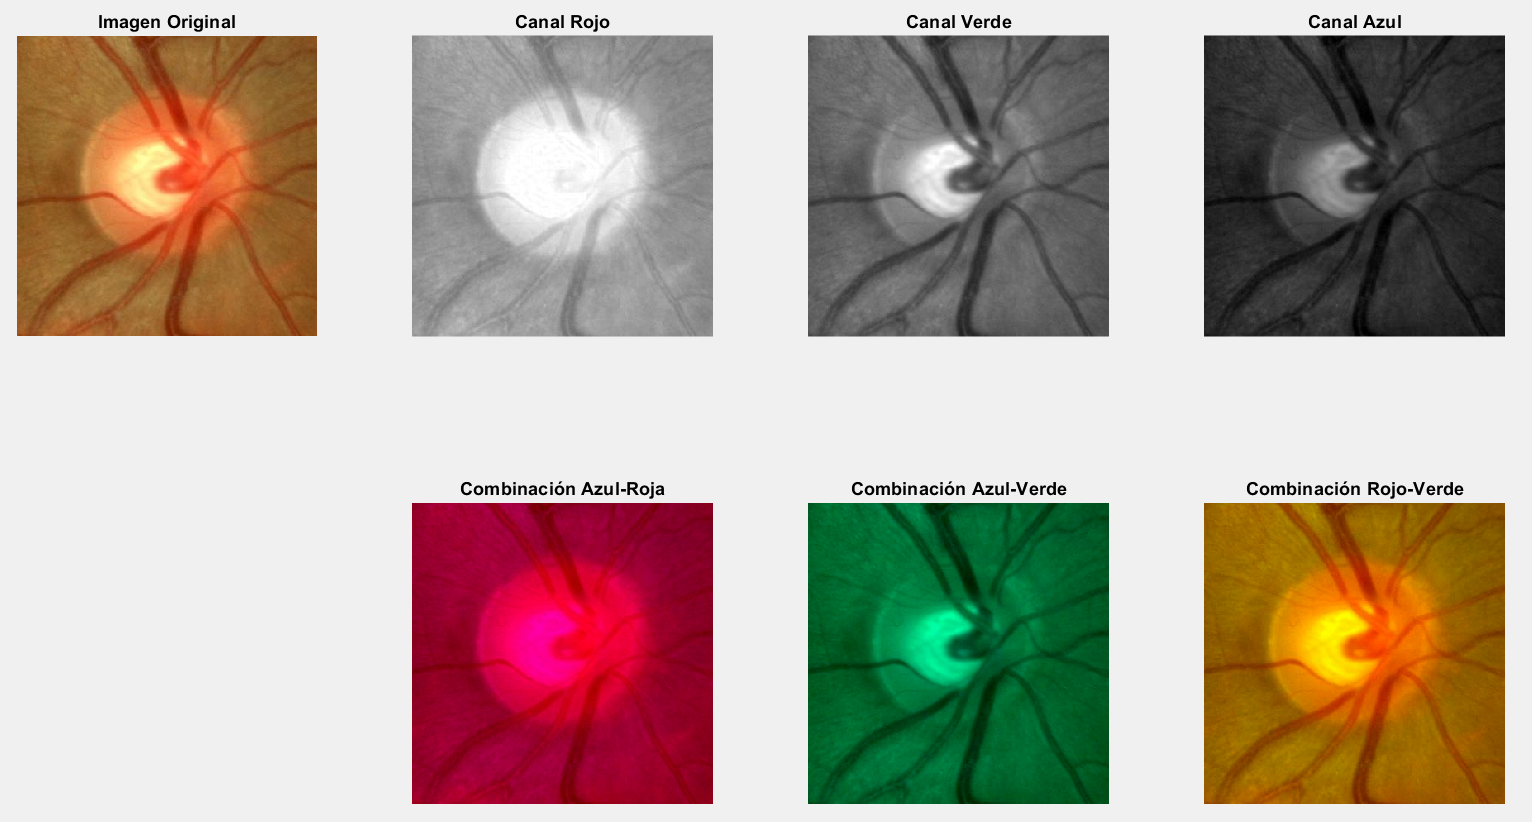 Imagen Original
Canal Rojo
Canal Verde
Canal Azul
Combinación Azul-Roja
Combinación Azul-Verde
Combinación Rojo-Verde